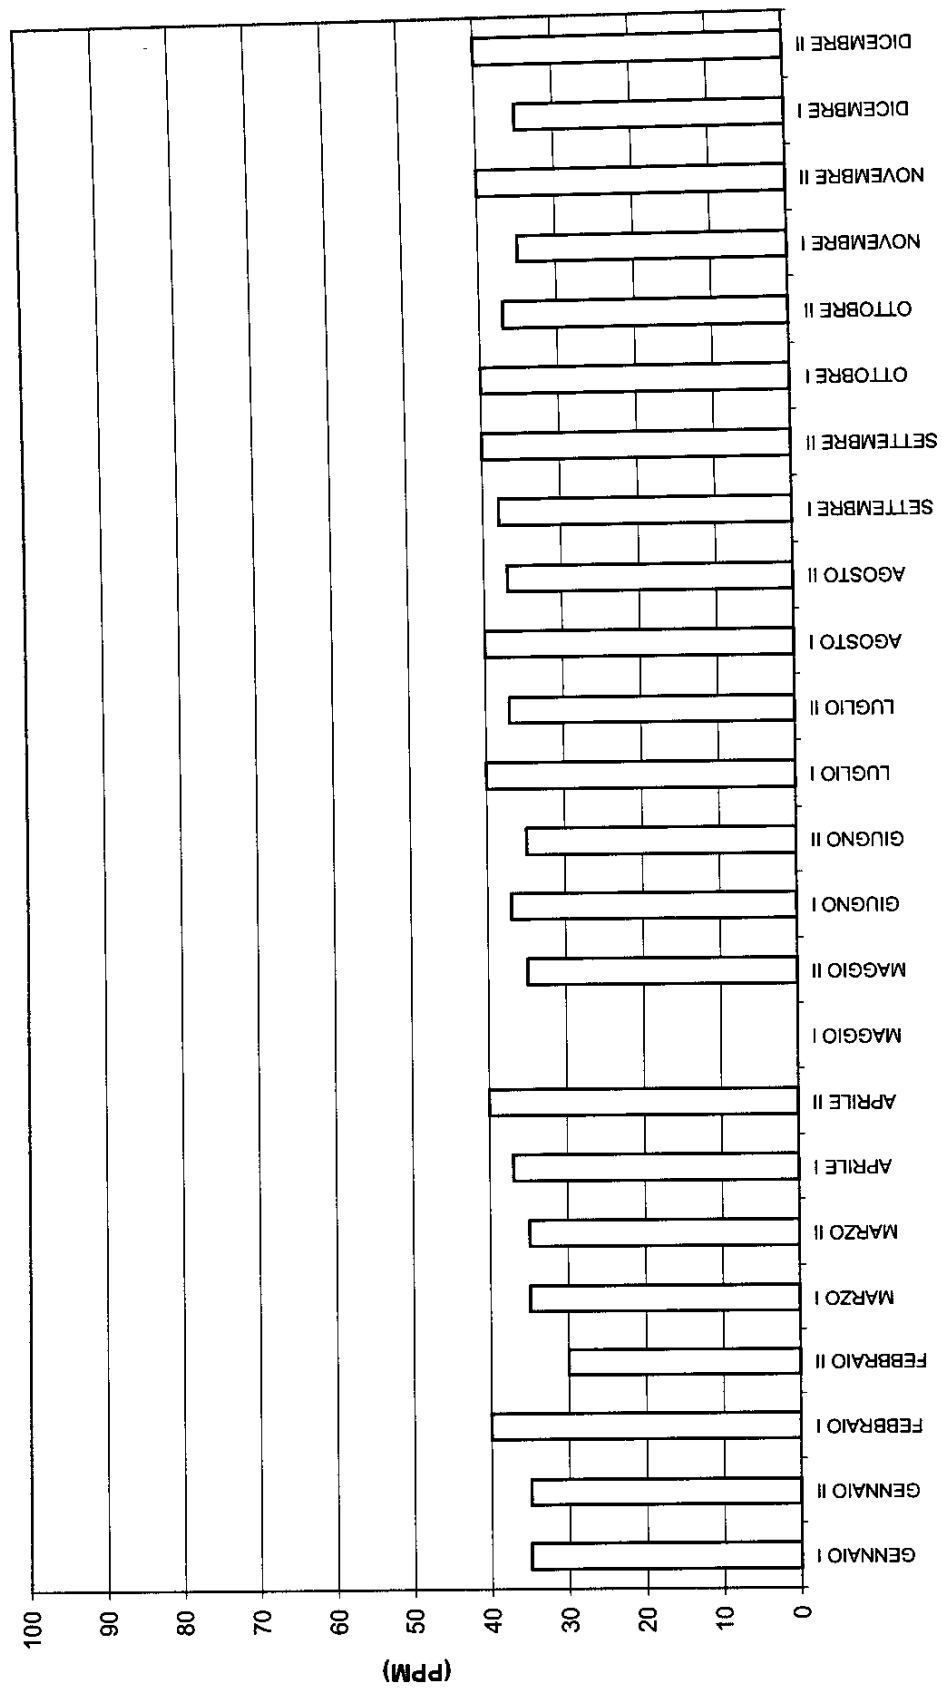 (PPM)
100
90
80
70
60
50
40
30
20
10
0
GENNAIO I
GENNAIO II
FEBBRAIO I
FEBBRAIO II
MARZO I
MARZO II
APRILE I
APRILE II
MAGGIO I
MAGGIO II
GIUGNO I
GIUGNO II
LUGLIO I
LUGLIO II
AGOSTO I
AGOSTO II
SETTEMBRE I
SETTEMBRE II
OTTOBRE I
OTTOBRE II
NOVEMBRE I
NOVEMBRE II
DICEMBRE I
DICEMBRE II